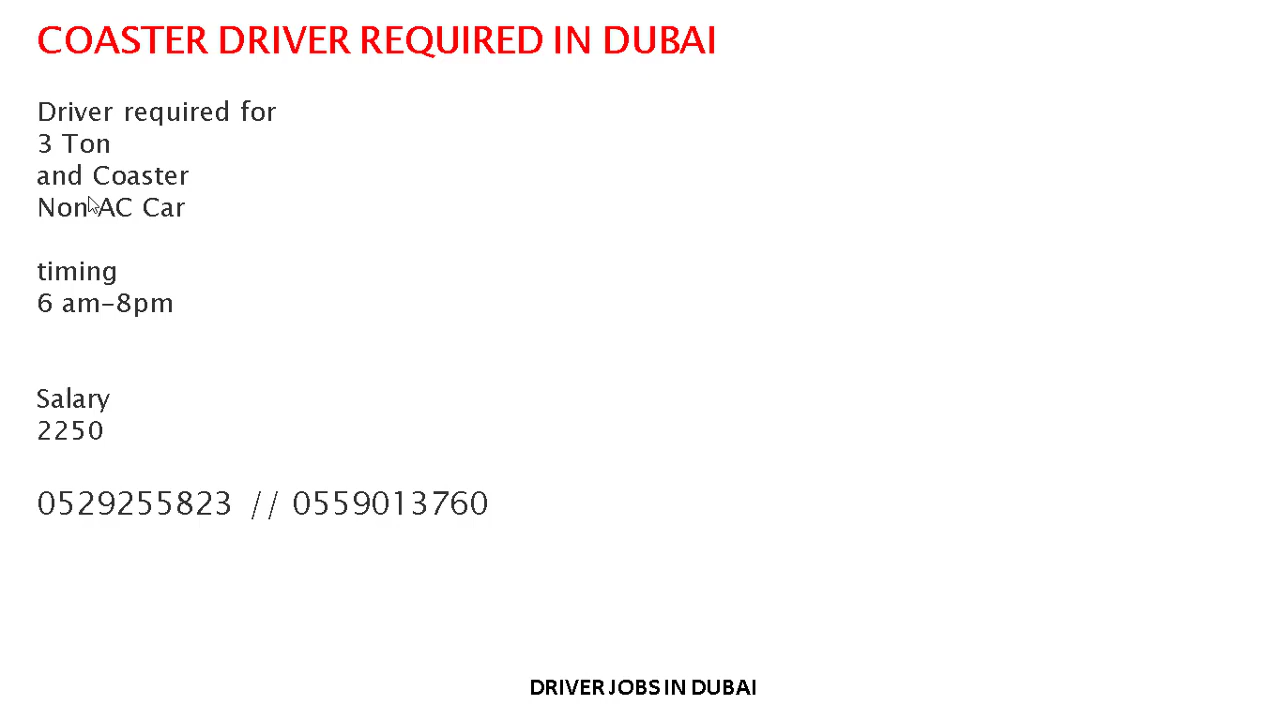 COASTER DRIVER REQUIRED IN DUBAI
Driver required for
3 Ton
and Coaster
Non AC Car
timing
6 am-8pm
Salary
2250
0529255823 // 0559013760
DRIVER JOBS IN DUBAI